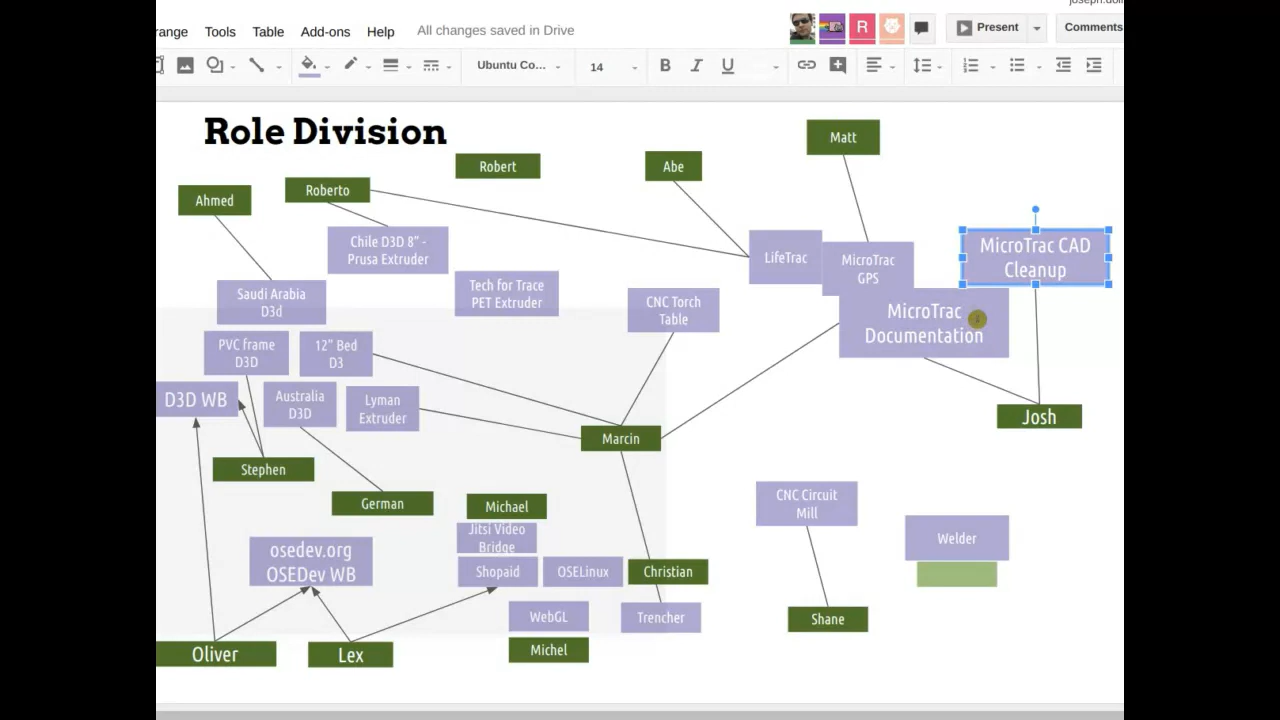 range Tools Table Add-ons Help All changes saved in Drive R Present Comments
Ubuntu Co... 14 B I U
Role Division
Matt
Robert
Abe
Roberto
Ahmed
Chile D3D 8" -
Prusa Extruder
LifeTrac
MicroTrac
GPS
MicroTrac CAD
Cleanup
Saudi Arabia
D3d
Tech for Trace
PET Extruder
CNC Torch
Table
MicroTrac
Documentation
PVC frame
D3D
12" Bed
D3
D3D WB
Australia
D3D
Lyman
Extruder
Josh
Marcin
Stephen
German
Michael
CNC Circuit
Mill
Jitsi Video
Bridge
Welder
osedev.org
OSEDev WB
Shopaid
OSELinux
Christian
WebGL
Trencher
Shane
Michel
Oliver
Lex